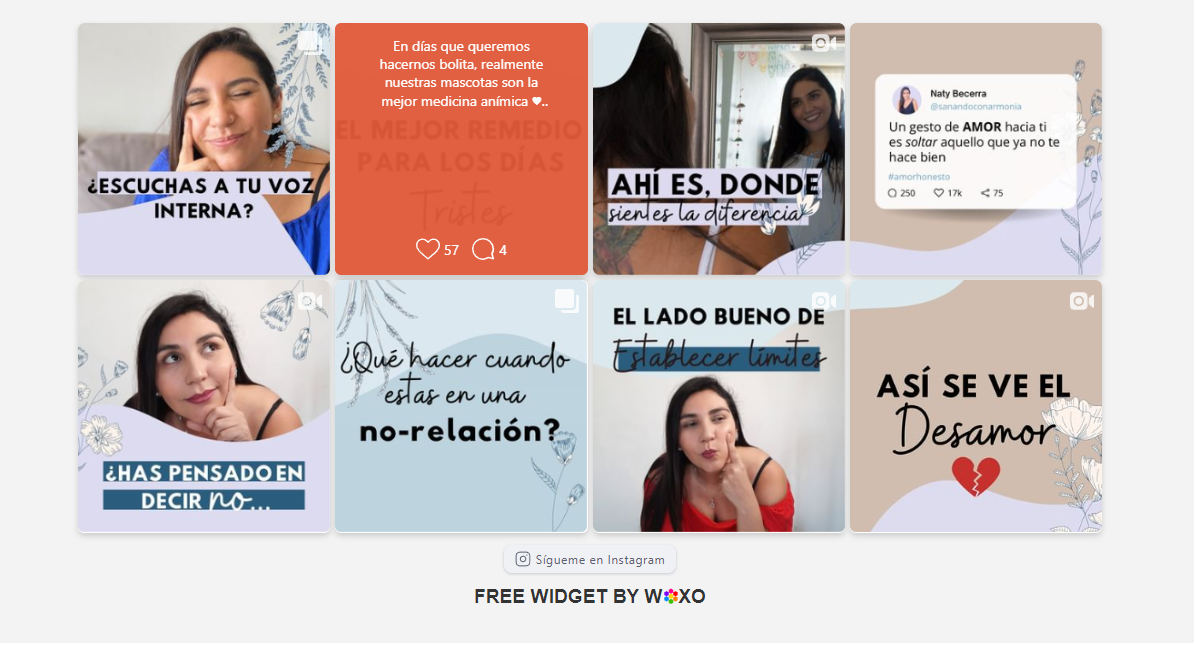 ¿ESCUCHAS A TU VOZ
INTERNA?
En días que queremos
hacernos bolita, realmente
nuestras mascotas son la
mejor medicina anímica ♥..
EL MEJOR REMEDIO
PARA LOS DÍAS
Tristes
57 4
AHÍ ES, DONDE
sientes la diferencia
Naty Becerra
@sanandoconarmonia
Un gesto de AMOR hacia ti
es soltar aquello que ya no te
hace bien
#amorhonesto
250 17k 75
¿HAS PENSADO EN
DECIR no...
¿Qué hacer cuando
estas en una
no-relación?
EL LADO BUENO DE
Establecer límites
ASÍ SE VE EL
Desamor
Sígueme en Instagram
FREE WIDGET BY WOXO